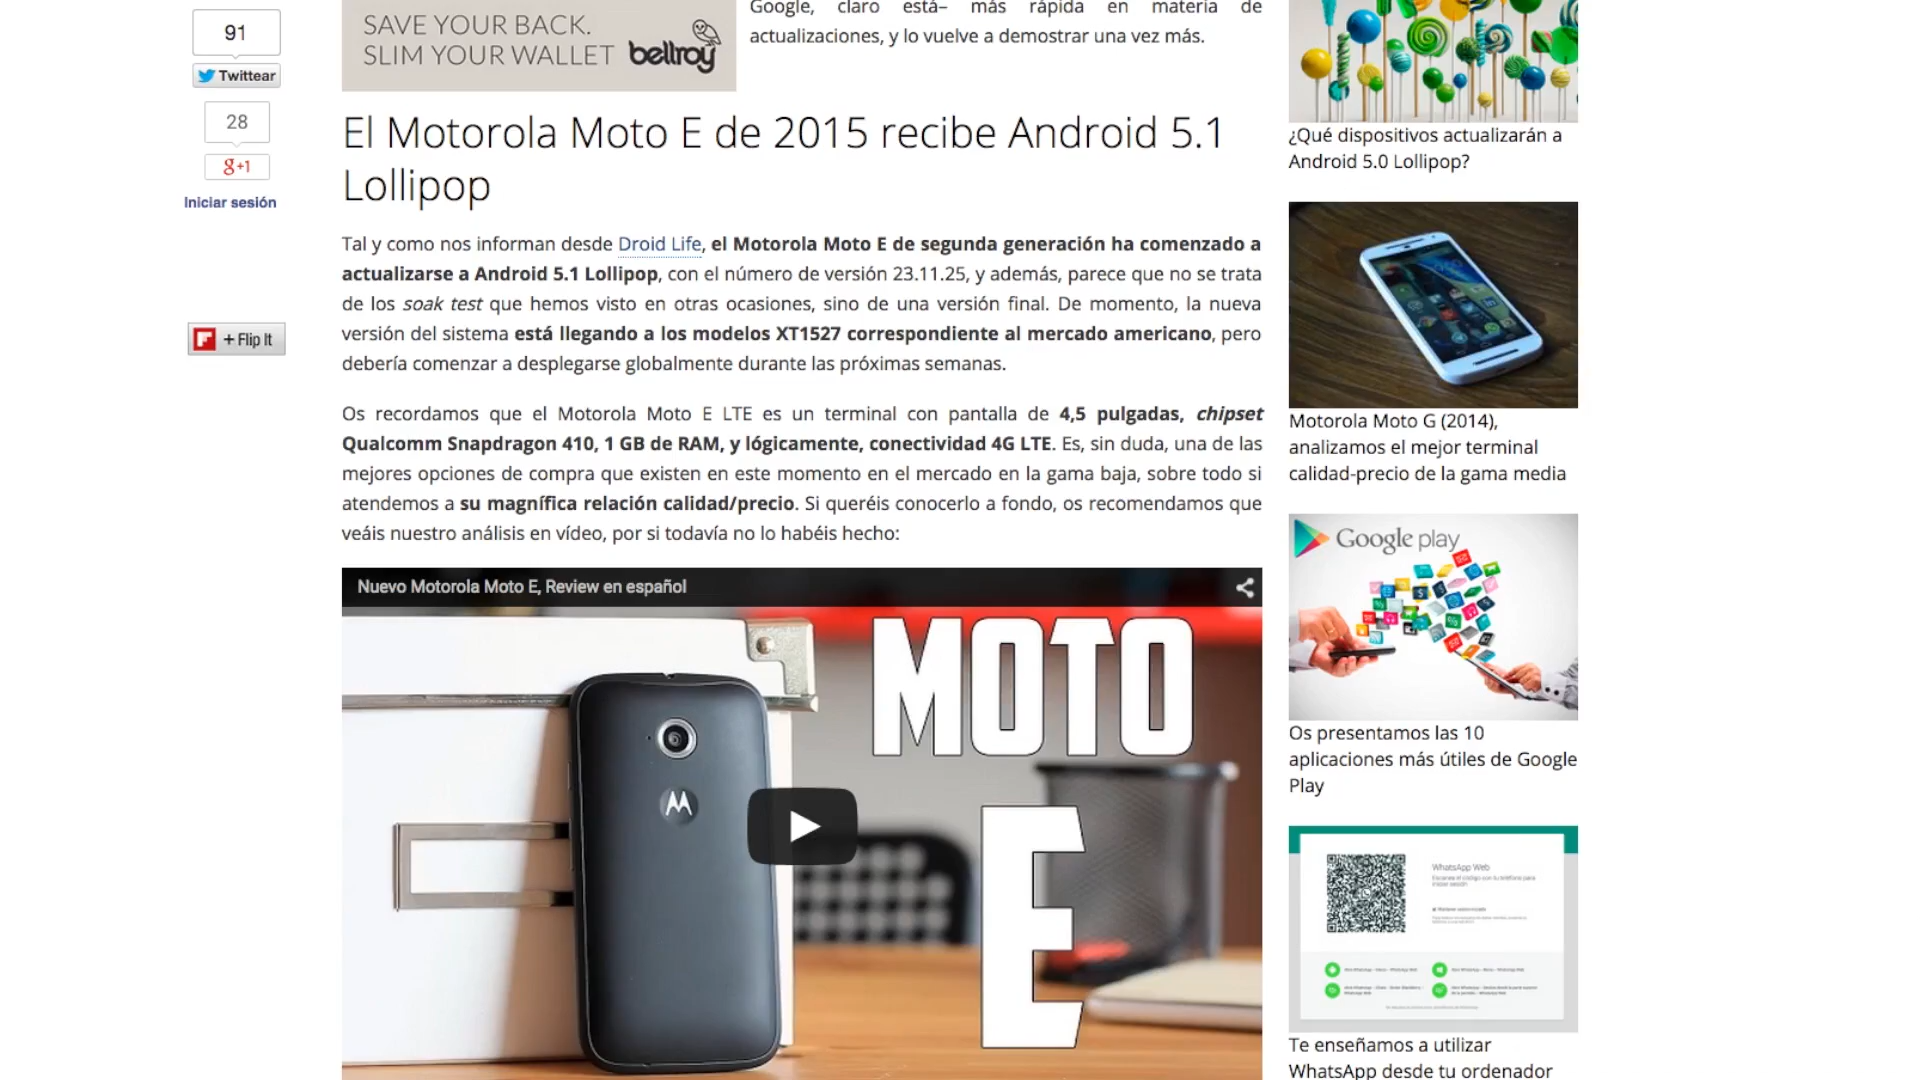 91
Twittear
28
g+1
Iniciar sesión
+ Flip It
SAVE YOUR BACK.
SLIM YOUR WALLET bellroy
Google, claro está– más rápida en materia de
actualizaciones, y lo vuelve a demostrar una vez más.
El Motorola Moto E de 2015 recibe Android 5.1
Lollipop
Tal y como nos informan desde Droid Life, el Motorola Moto E de segunda generación ha comenzado a
actualizarse a Android 5.1 Lollipop, con el número de versión 23.11.25, y además, parece que no se trata
de los soak test que hemos visto en otras ocasiones, sino de una versión final. De momento, la nueva
versión del sistema está llegando a los modelos XT1527 correspondiente al mercado americano, pero
debería comenzar a desplegarse globalmente durante las próximas semanas.
Os recordamos que el Motorola Moto E LTE es un terminal con pantalla de 4,5 pulgadas, chipset
Qualcomm Snapdragon 410, 1 GB de RAM, y lógicamente, conectividad 4G LTE. Es, sin duda, una de las
mejores opciones de compra que existen en este momento en el mercado en la gama baja, sobre todo si
atendemos a su magnífica relación calidad/precio. Si queréis conocerlo a fondo, os recomendamos que
veáis nuestro análisis en vídeo, por si todavía no lo habéis hecho:
Nuevo Motorola Moto E, Review en español
MOTO
E
¿Qué dispositivos actualizarán a
Android 5.0 Lollipop?
Motorola Moto G (2014),
analizamos el mejor terminal
calidad-precio de la gama media
Google play
Os presentamos las 10
aplicaciones más útiles de Google
Play
WhatsApp Web
Te enseñamos a utilizar
WhatsApp desde tu ordenador